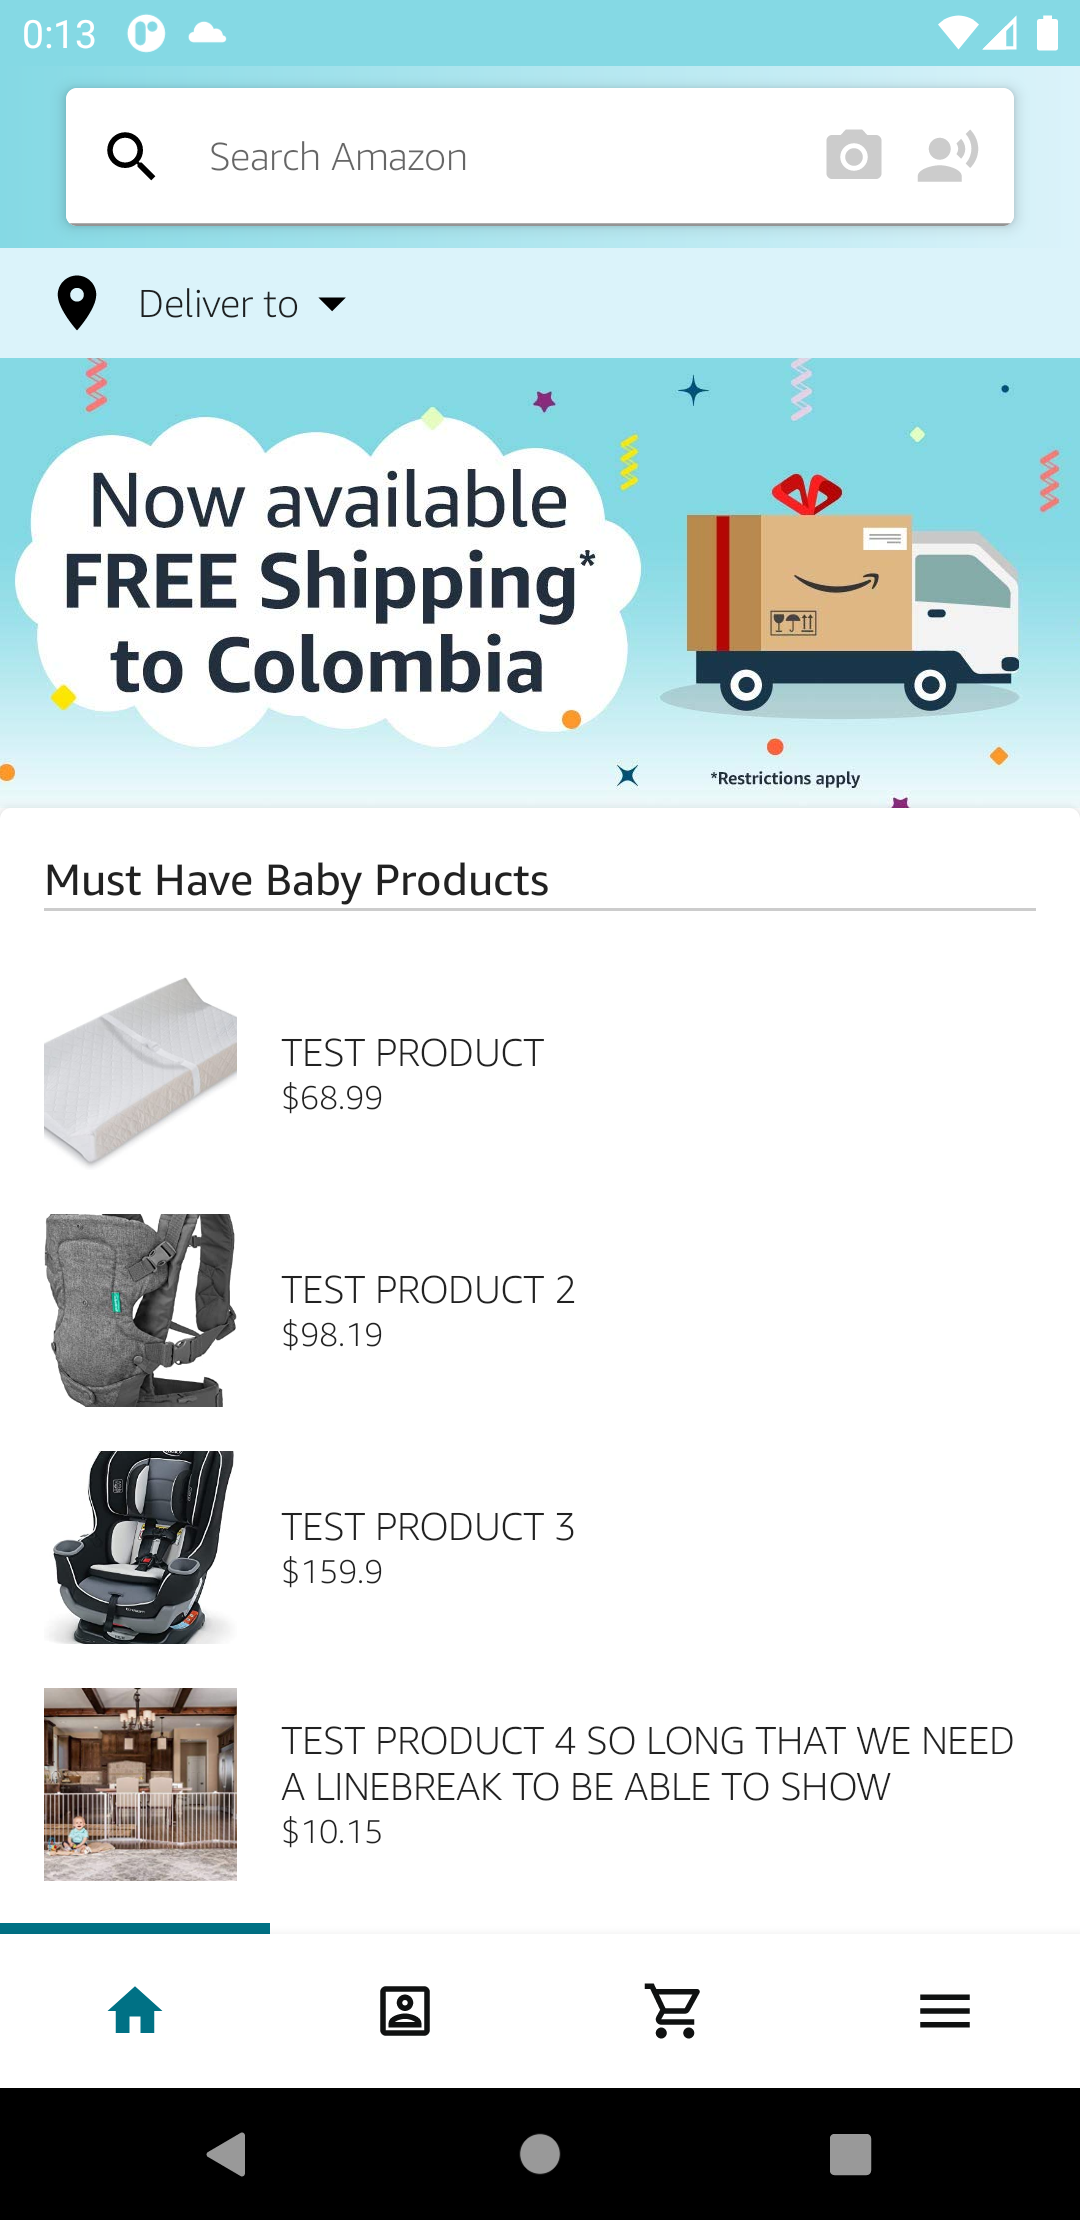 0:13
Search Amazon
Deliver to
Now available
FREE Shipping*
to Colombia
*Restrictions apply
Must Have Baby Products
TEST PRODUCT
$68.99
TEST PRODUCT 2
$98.19
TEST PRODUCT 3
$159.9
TEST PRODUCT 4 SO LONG THAT WE NEED
A LINEBREAK TO BE ABLE TO SHOW
$10.15